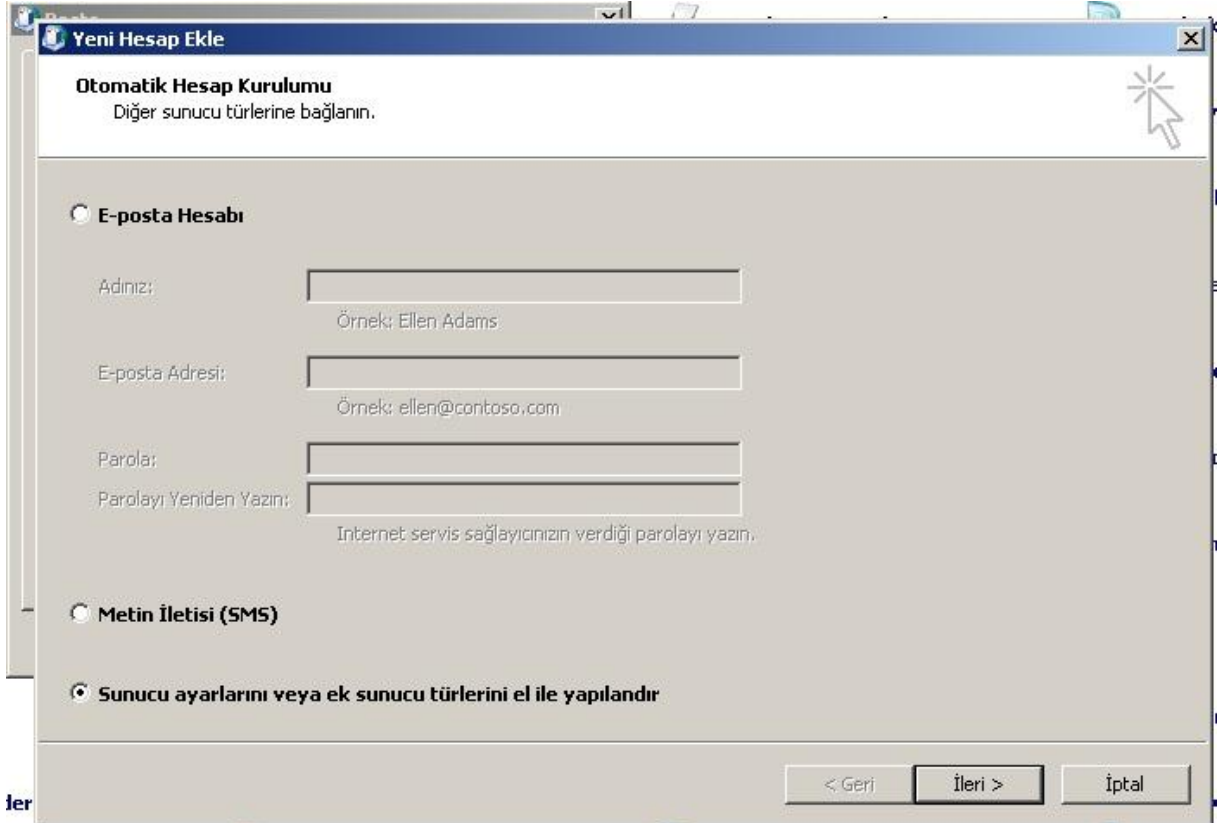 Yeni Hesap Ekle
Otomatik Hesap Kurulumu
Diğer sunucu türlerine bağlanın.
E-posta Hesabı
Adınız:
Örnek: Ellen Adams
E-posta Adresi:
Örnek: ellen@contoso.com
Parola:
Parolayı Yeniden Yazın:
Internet servis sağlayıcınızın verdiği parolayı yazın.
Metin İletisi (SMS)
Sunucu ayarlarını veya ek sunucu türlerini el ile yapılandır
< Geri İleri > İptal
der